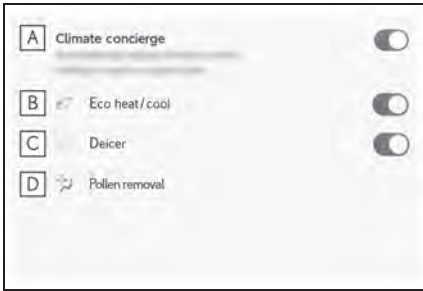 A Climate concierge
B Eco heat/cool
C Deicer
D Pollen removal